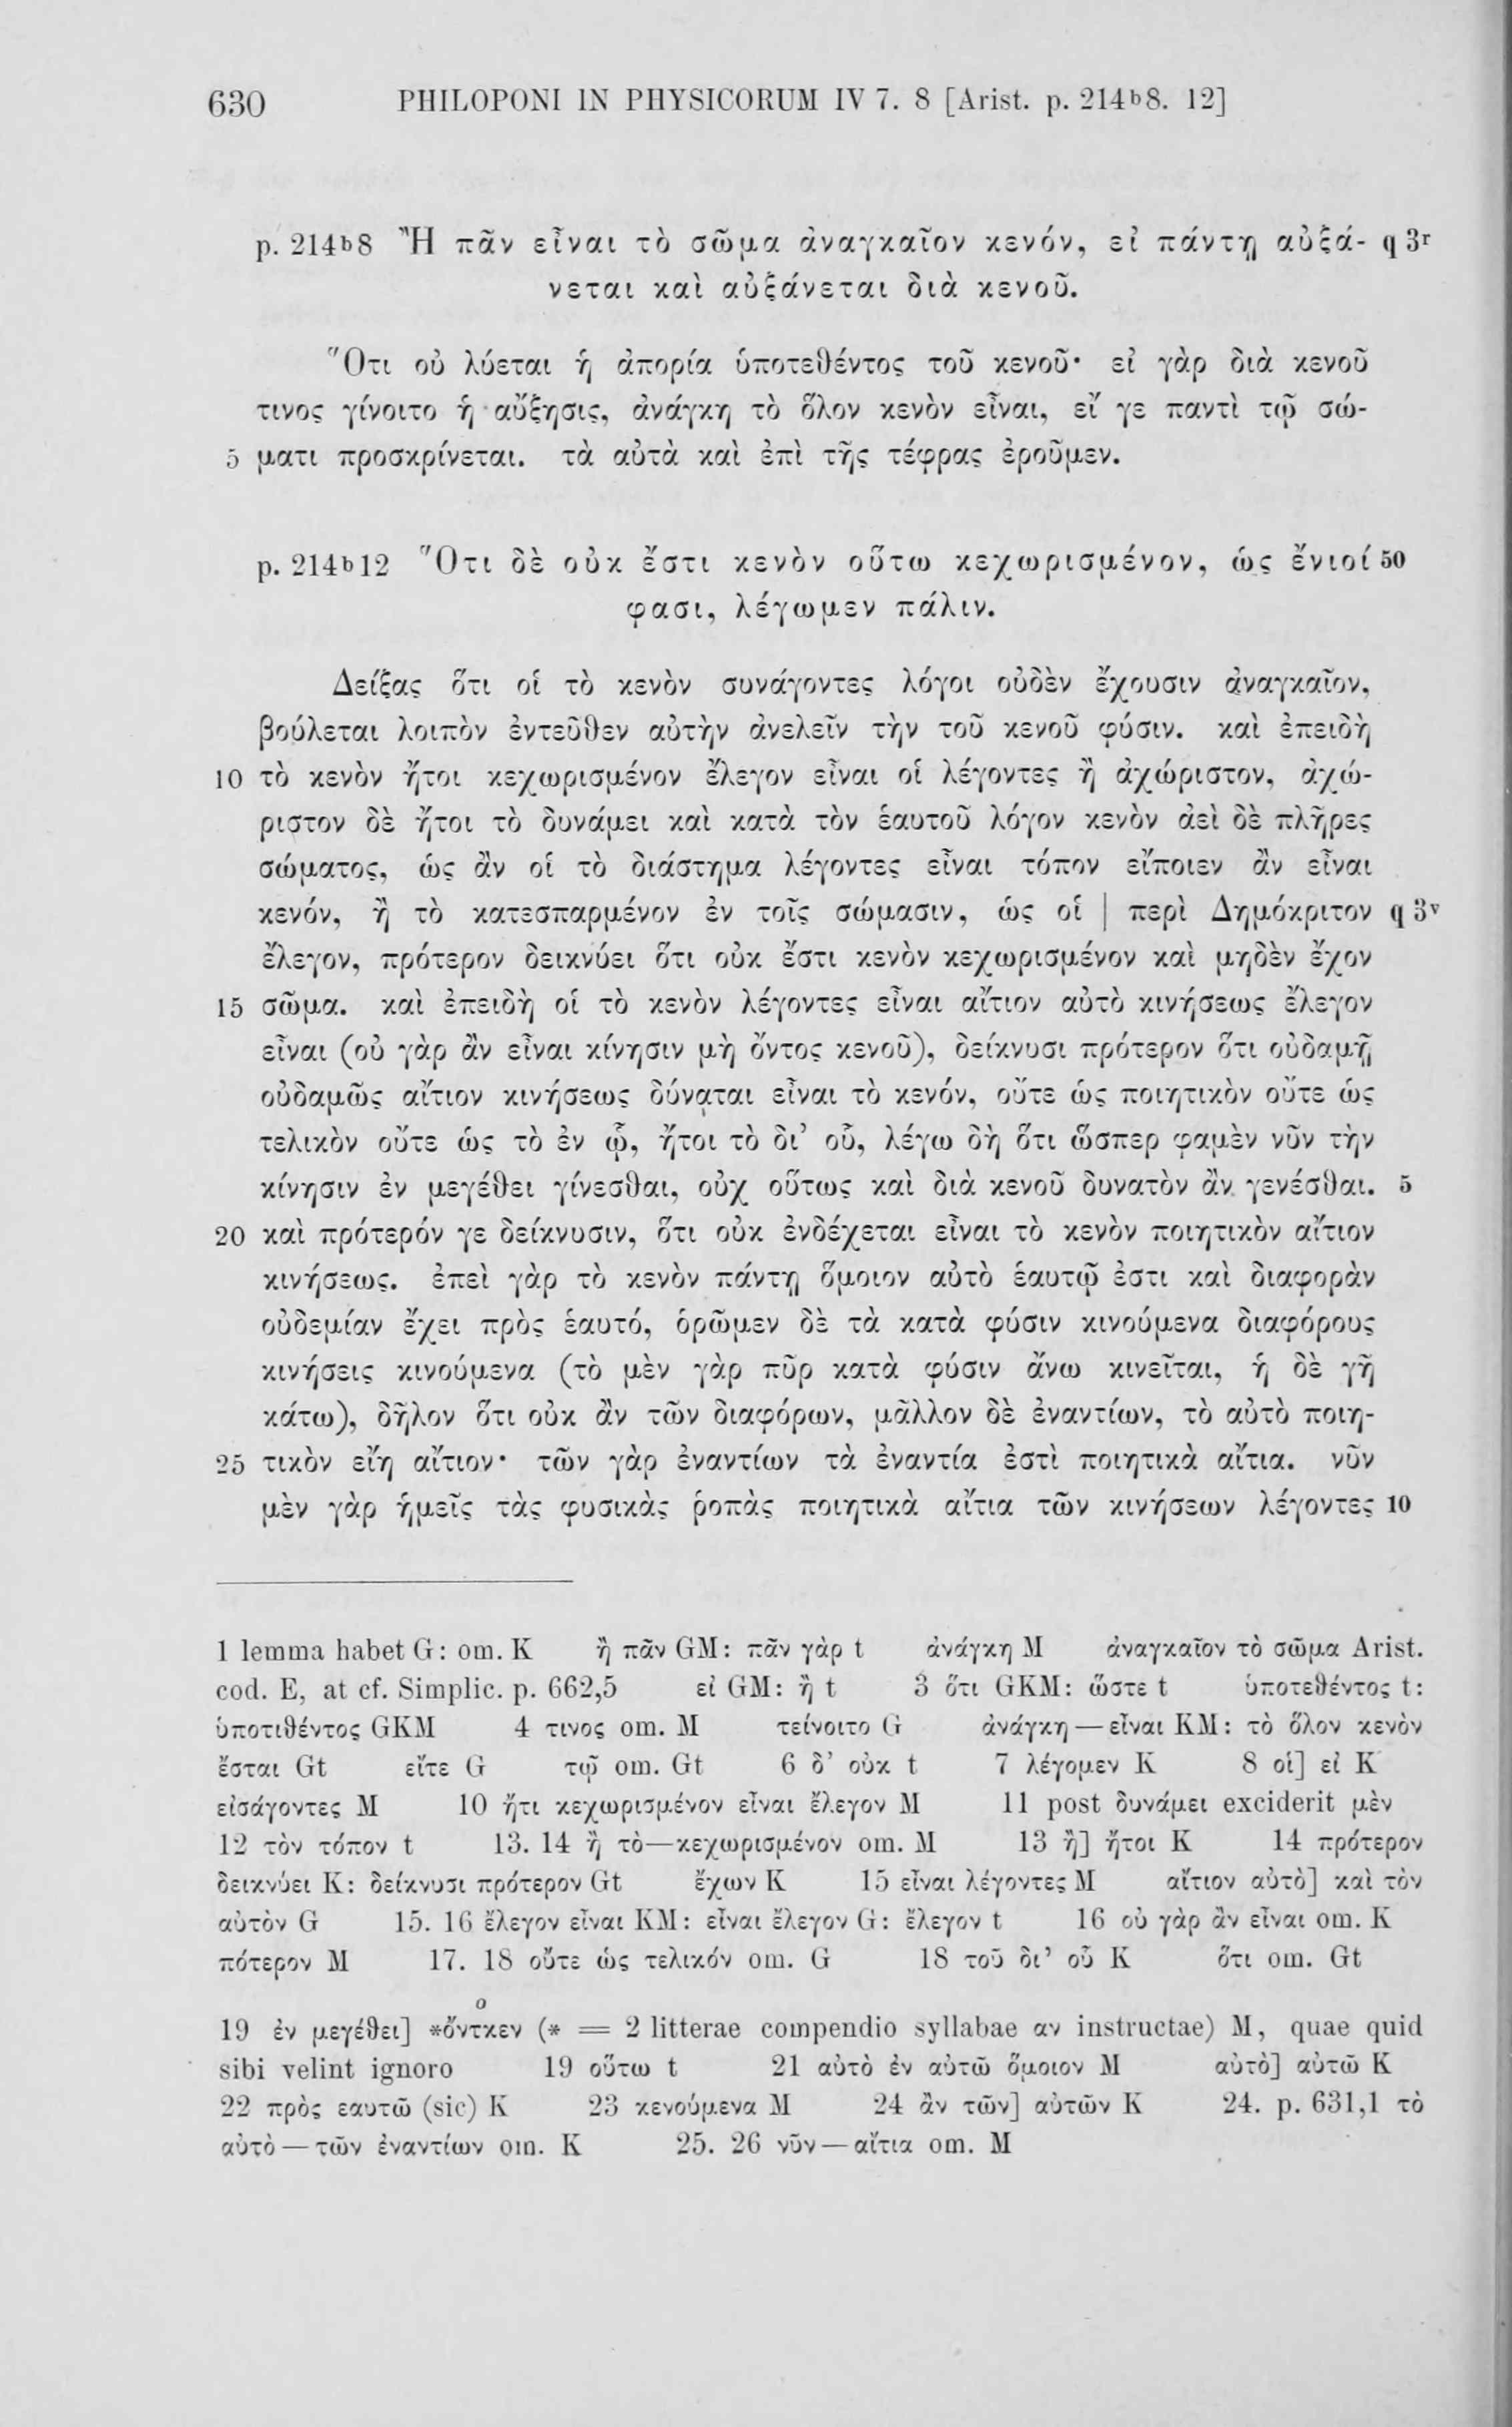 630 PHILOPONI IN PHYSICORUM IV 7. 8 [Arist. p. 214b8. 12]
p. 214b8 Ἢ πᾶν εἶναι τὸ σῶμα ἀναγκαῖον κενόν, εἰ πάντῃ αὐξά- q 3r
νεται καὶ αὐξάνεται διὰ κενοῦ.
Ὅτι οὐ λύεται ἡ ἀπορία ὑποτεθέντος τοῦ κενοῦ· εἰ γὰρ διὰ κενοῦ
τινος γίνοιτο ἡ αὔξησις, ἀνάγκη τὸ ὅλον κενὸν εἶναι, εἴ γε παντὶ τῷ σώ-
5 ματι προσκρίνεται. τὰ αὐτὰ καὶ ἐπὶ τῆς τέφρας ἐροῦμεν.
p. 214b12 Ὅτι δὲ οὐκ ἔστι κενὸν οὕτω κεχωρισμένον, ὡς ἔνιοί 50
φασι, λέγωμεν πάλιν.
Δείξας ὅτι οἱ τὸ κενὸν συνάγοντες λόγοι οὐδὲν ἔχουσιν ἀναγκαῖον,
βούλεται λοιπὸν ἐντεῦθεν αὐτὴν ἀνελεῖν τὴν τοῦ κενοῦ φύσιν. καὶ ἐπειδὴ
10 τὸ κενὸν ἤτοι κεχωρισμένον ἔλεγον εἶναι οἱ λέγοντες ἢ ἀχώριστον, ἀχώ-
ριστον δὲ ἤτοι τὸ δυνάμει καὶ κατὰ τὸν ἑαυτοῦ λόγον κενὸν ἀεὶ δὲ πλῆρες
σώματος, ὡς ἂν οἱ τὸ διάστημα λέγοντες εἶναι τόπον εἴποιεν ἂν εἶναι
κενόν, ἢ τὸ κατεσπαρμένον ἐν τοῖς σώμασιν, ὡς οἱ | περὶ Δημόκριτον q 3v
ἔλεγον, πρότερον δεικνύει ὅτι οὐκ ἔστι κενὸν κεχωρισμένον καὶ μηδὲν ἔχον
15 σῶμα. καὶ ἐπειδὴ οἱ τὸ κενὸν λέγοντες εἶναι αἴτιον αὐτὸ κινήσεως ἔλεγον
εἶναι (οὐ γὰρ ἂν εἶναι κίνησιν μὴ ὄντος κενοῦ), δείκνυσι πρότερον ὅτι οὐδαμῇ
οὐδαμῶς αἴτιον κινήσεως δύναται εἶναι τὸ κενόν, οὔτε ὡς ποιητικὸν οὔτε ὡς
τελικὸν οὔτε ὡς τὸ ἐν ᾧ, ἤτοι τὸ δι’ οὗ, λέγω δὴ ὅτι ὥσπερ φαμὲν νῦν τὴν
κίνησιν ἐν μεγέθει γίνεσθαι, οὐχ οὕτως καὶ διὰ κενοῦ δυνατὸν ἂν γενέσθαι. 5
20 καὶ πρότερόν γε δείκνυσιν, ὅτι οὐκ ἐνδέχεται εἶναι τὸ κενὸν ποιητικὸν αἴτιον
κινήσεως. ἐπεὶ γὰρ τὸ κενὸν πάντῃ ὅμοιον αὐτὸ ἑαυτῷ ἐστι καὶ διαφορὰν
οὐδεμίαν ἔχει πρὸς ἑαυτό, ὁρῶμεν δὲ τὰ κατὰ φύσιν κινούμενα διαφόρους
κινήσεις κινούμενα (τὸ μὲν γὰρ πῦρ κατὰ φύσιν ἄνω κινεῖται, ἡ δὲ γῆ
κάτω), δῆλον ὅτι οὐκ ἂν τῶν διαφόρων, μᾶλλον δὲ ἐναντίων, τὸ αὐτὸ ποιη-
25 τικὸν εἴη αἴτιον· τῶν γὰρ ἐναντίων τὰ ἐναντία ἐστὶ ποιητικὰ αἴτια. νῦν
μὲν γὰρ ἡμεῖς τὰς φυσικὰς ῥοπὰς ποιητικὰ αἴτια τῶν κινήσεων λέγοντες 10
1 lemma habet G: om. K ἢ πᾶν GM: πᾶν γὰρ t ἀνάγκη M ἀναγκαῖον τὸ σῶμα Arist.
cod. E, at cf. Simplic. p. 662,5 εἰ GM: ἢ t 3 ὅτι GKM: ὥστε t ὑποτεθέντος t:
ὑποτιθέντος GKM 4 τινος om. M τείνοιτο G ἀνάγκη — εἶναι KM: τὸ ὅλον κενὸν
ἔσται Gt εἴτε G τῷ om. Gt 6 δ’ οὐκ t 7 λέγομεν K 8 οἱ] εἰ K
εἰσάγοντες M 10 ἤτι κεχωρισμένον εἶναι ἔλεγον M 11 post δυνάμει exciderit μὲν
12 τὸν τόπον t 13. 14 ἢ τὸ—κεχωρισμένον om. M 13 ἢ] ἤτοι K 14 πρότερον
δεικνύει K: δείκνυσι πρότερον Gt ἔχων K 15 εἶναι λέγοντες M αἴτιον αὐτὸ] καὶ τὸν
αὐτὸν G 15. 16 ἔλεγον εἶναι KM: εἶναι ἔλεγον G: ἔλεγον t 16 οὐ γὰρ ἂν εἶναι om. K
πότερον M 17. 18 οὔτε ὡς τελικόν om. G 18 τοῦ δι’ οὗ K ὅτι om. Gt
19 ἐν μεγέθει] *ὄντκεν (* = 2 litterae compendio syllabae αν instructae) M, quae quid
sibi velint ignoro 19 οὕτω t 21 αὐτὸ ἐν αὐτῶ ὅμοιον M αὐτὸ] αὐτῶ K
22 πρὸς εαυτῶ (sic) K 23 κενούμενα M 24 ἂν τῶν] αὐτῶν K 24. p. 631,1 τὸ
αὐτὸ — τῶν ἐναντίων om. K 25. 26 νῦν — αἴτια om. M